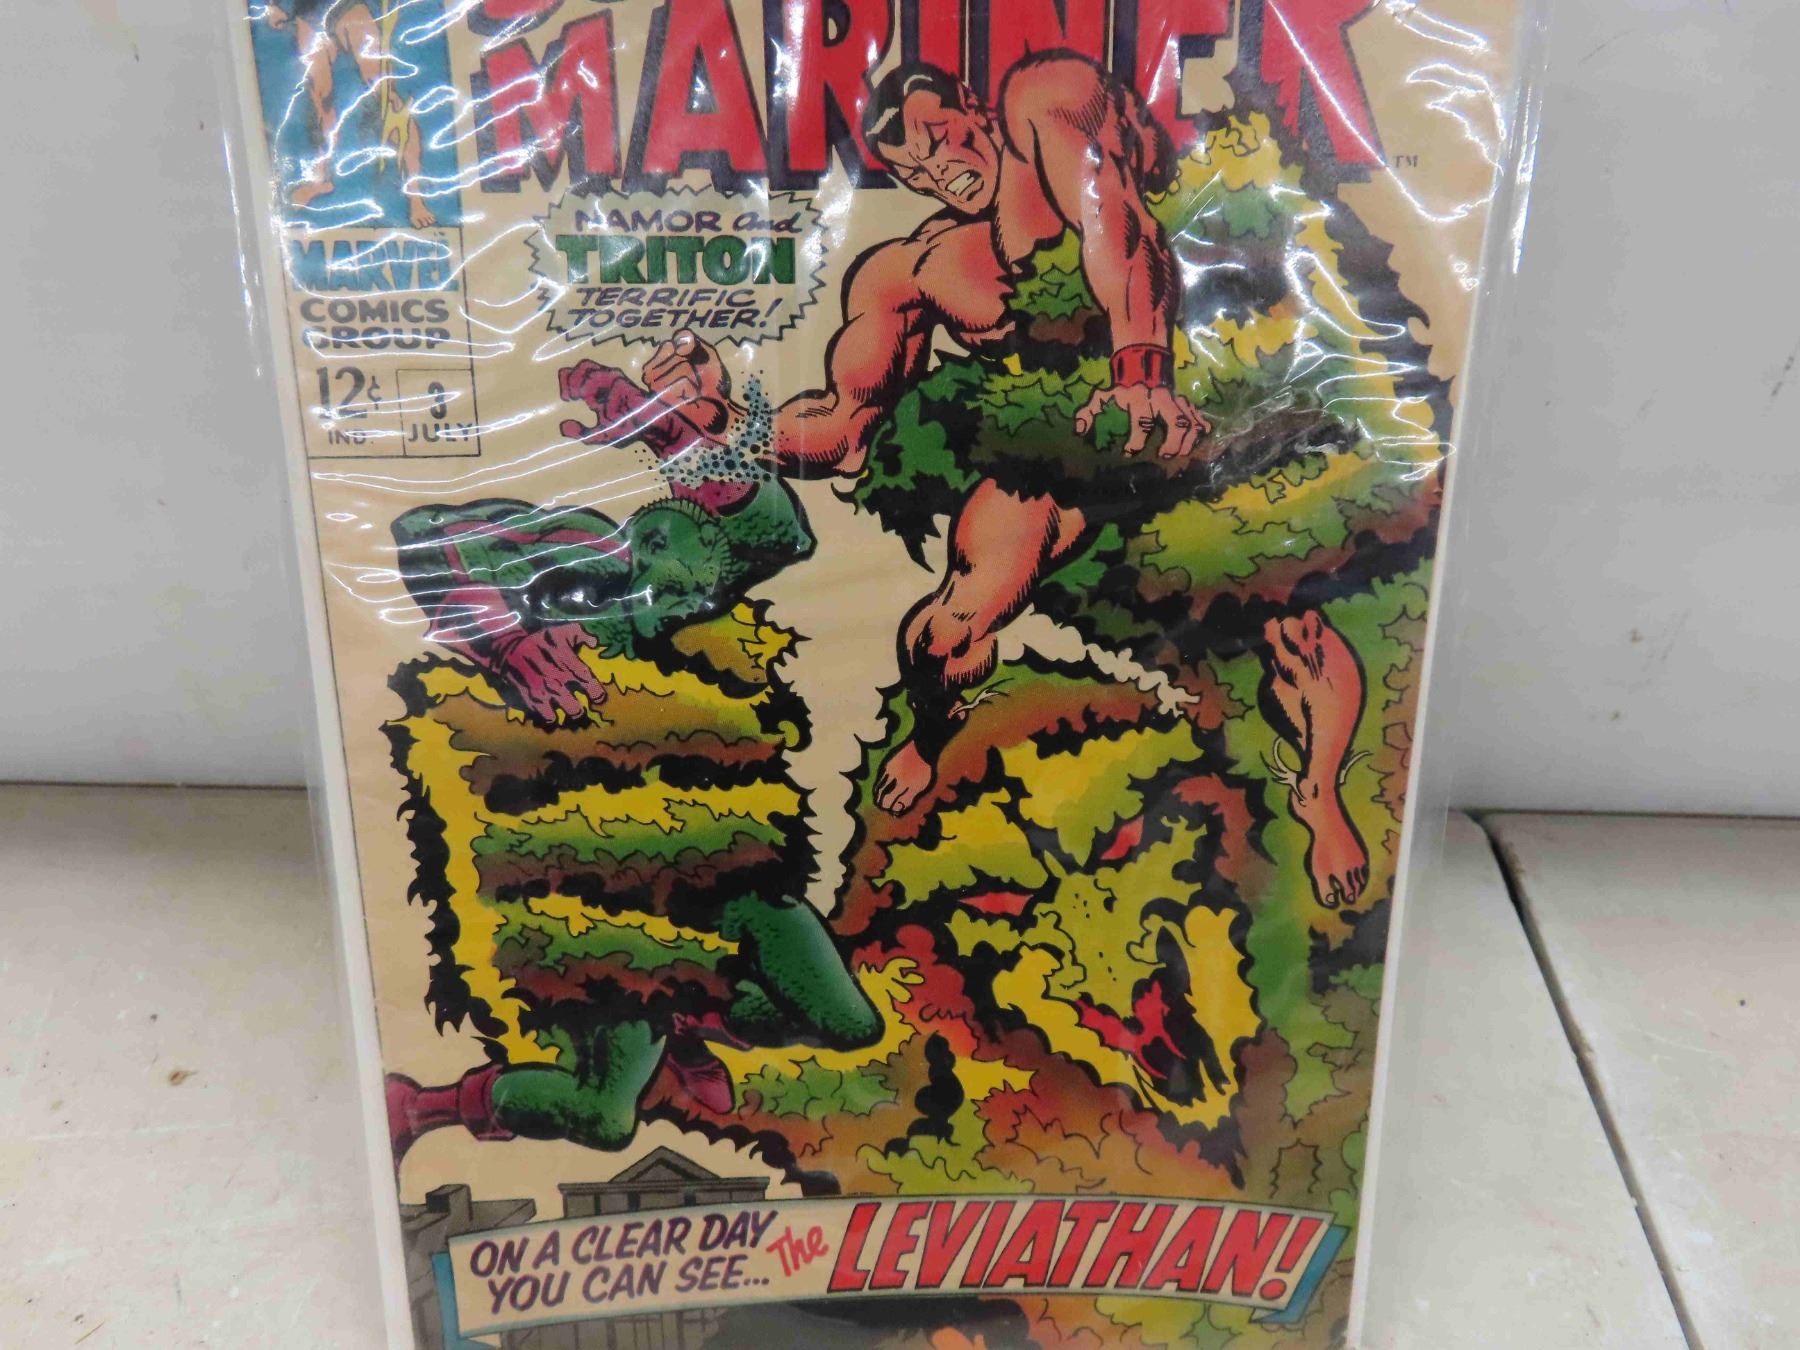 MARINER
TM
NAMOR and
TRITON
TERRIFIC
TOGETHER!
MARVEL
COMICS
GROUP
12¢
IND.
3
JULY
ON A CLEAR DAY
YOU CAN SEE... The LEVIATHAN!